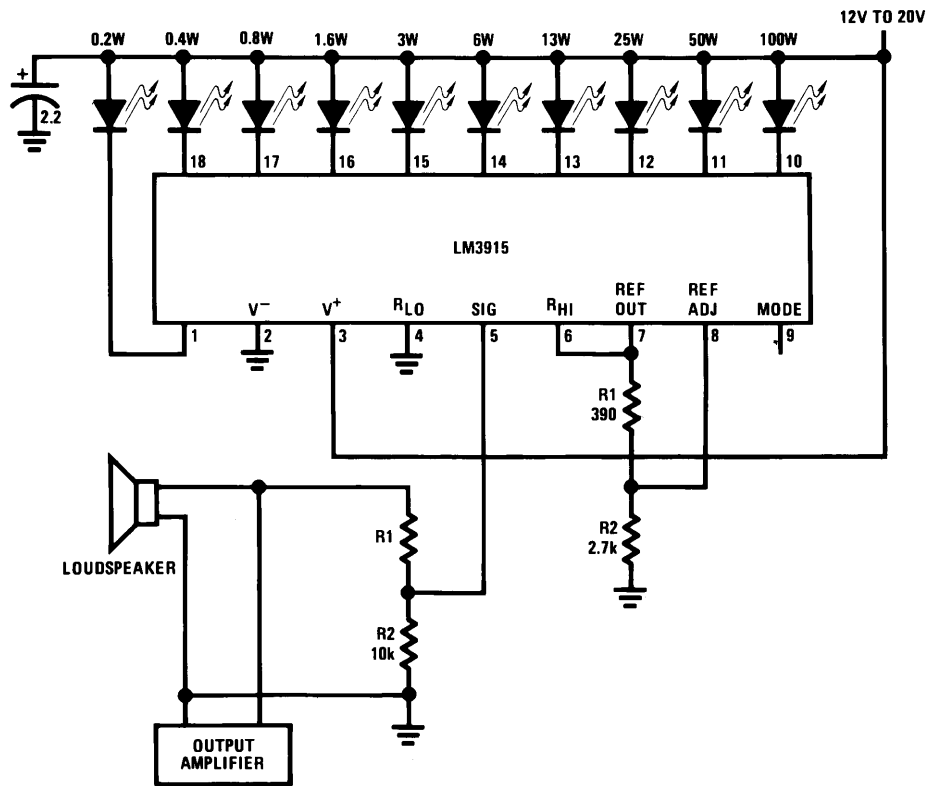 12V TO 20V
0.2W 0.4W 0.8W 1.6W 3W 6W 13W 25W 50W 100W
+
2.2
18 17 16 15 14 13 12 11 10
LM3915
V− V+ RLO SIG RHI REF OUT REF ADJ MODE
1 2 3 4 5 6 7 8 9
R1
390
R2
2.7k
R1
R2
10k
LOUDSPEAKER
OUTPUT
AMPLIFIER